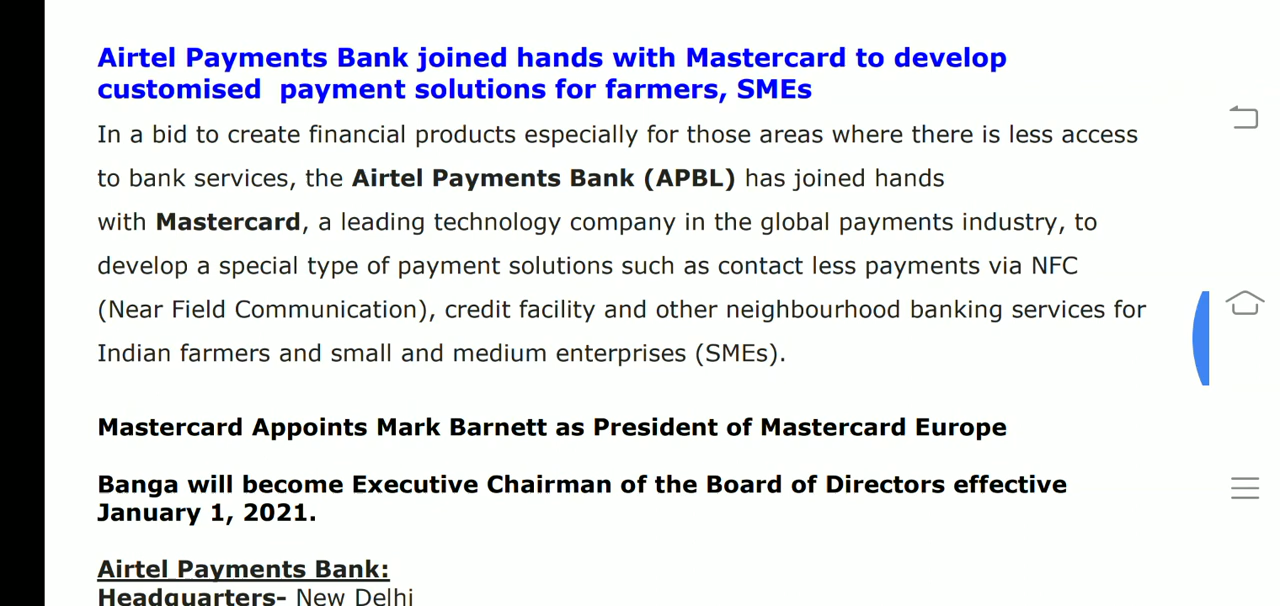 Airtel Payments Bank joined hands with Mastercard to develop
customised  payment solutions for farmers, SMEs
In a bid to create financial products especially for those areas where there is less access
to bank services, the Airtel Payments Bank (APBL) has joined hands
with Mastercard, a leading technology company in the global payments industry, to
develop a special type of payment solutions such as contact less payments via NFC
(Near Field Communication), credit facility and other neighbourhood banking services for
Indian farmers and small and medium enterprises (SMEs).
Mastercard Appoints Mark Barnett as President of Mastercard Europe
Banga will become Executive Chairman of the Board of Directors effective
January 1, 2021.
Airtel Payments Bank:
Headquarters- New Delhi